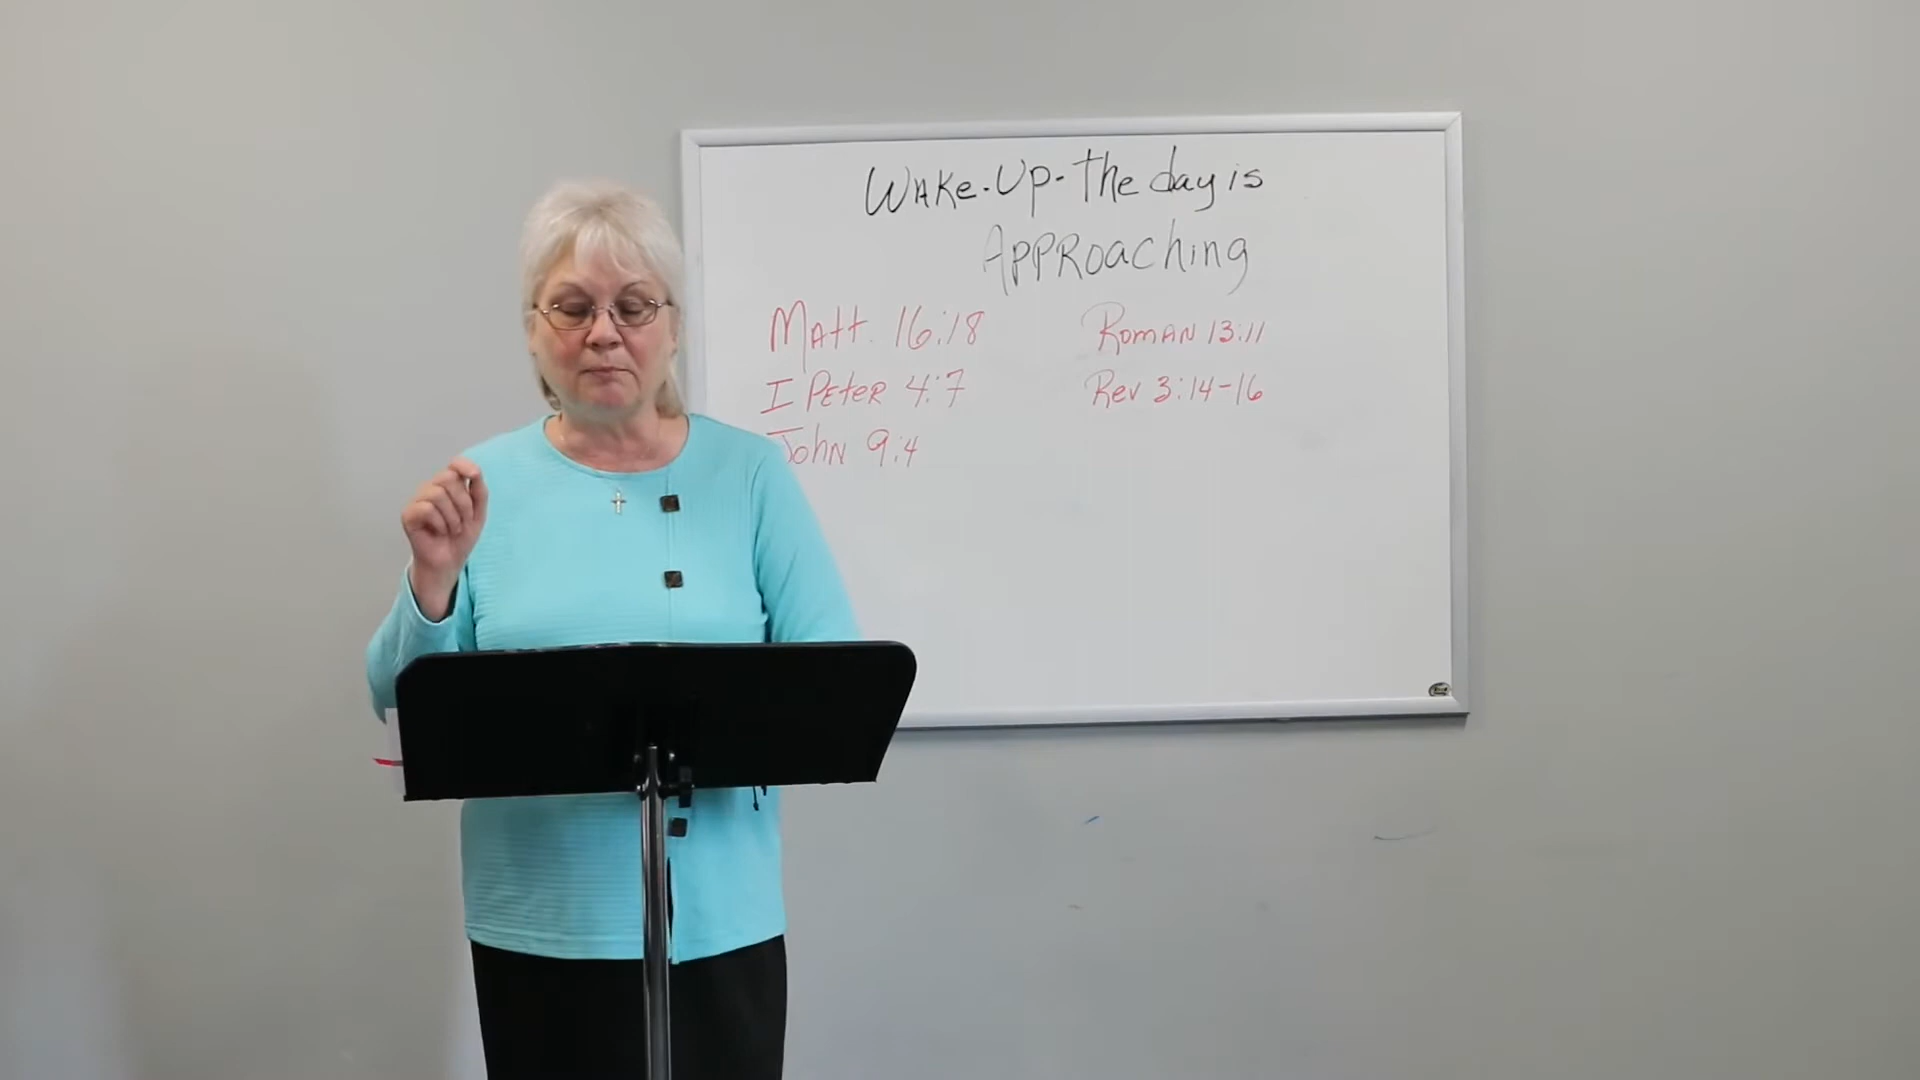 Wake-Up-The day is
Approaching
Matt. 16:18
I Peter 4:7
John 9:4
Roman 13:11
Rev 3:14-16